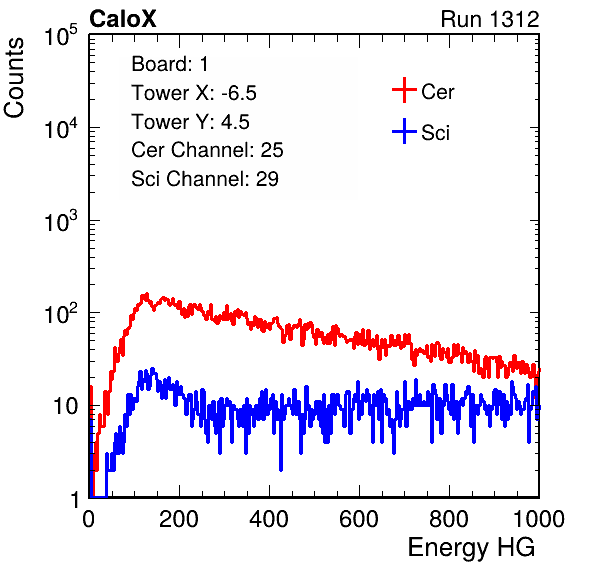 CaloX Run 1312
Counts
10^5
10^4
10^3
10^2
10
1
Board: 1
Tower X: -6.5
Tower Y: 4.5
Cer Channel: 25
Sci Channel: 29
Cer
Sci
0 200 400 600 800 1000
Energy HG